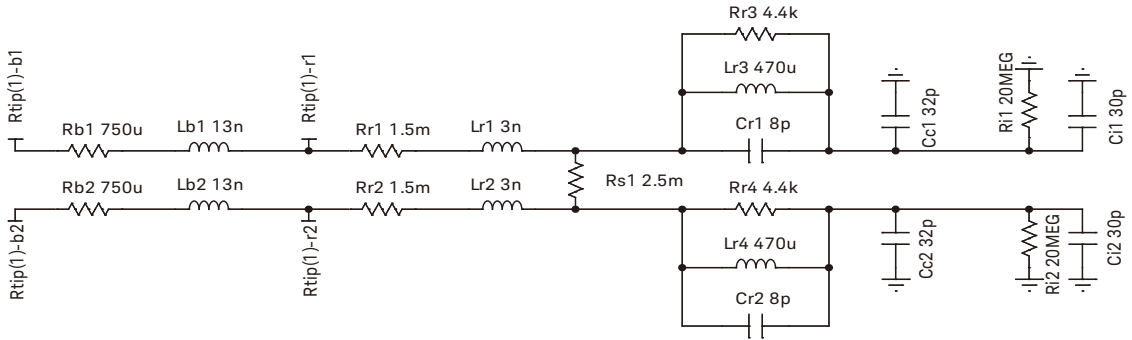 Rr3 4.4k
Lr3 470u
Rtip(1)-b1
Rtip(1)-r1
Ri1 20MEG
Rb1 750u
Lb1 13n
Rr1 1.5m
Lr1 3n
Cr1 8p
Cc1 32p
Ci1 30p
Rb2 750u
Lb2 13n
Rr2 1.5m
Lr2 3n
Rs1 2.5m
Rr4 4.4k
Lr4 470u
Cr2 8p
Rtip(1)-b2
Rtip(1)-r2
Cc2 32p
Ri2 20MEG
Ci2 30p